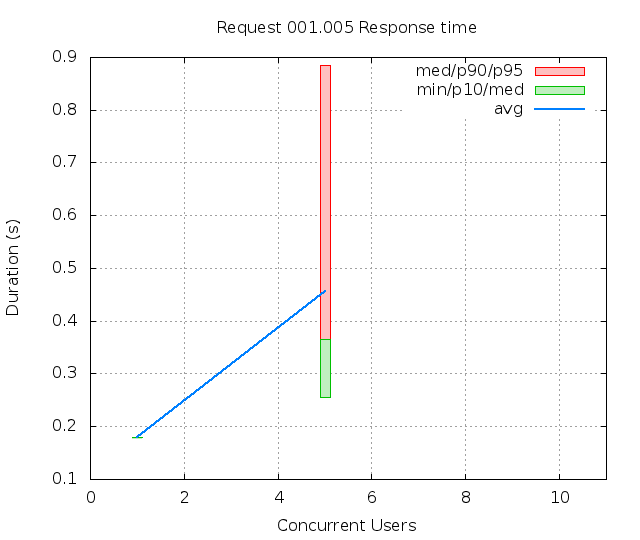 Request 001.005 Response time
med/p90/p95
min/p10/med
avg
0.9
0.8
0.7
0.6
0.5
0.4
0.3
0.2
0.1
Duration (s)
0 2 4 6 8 10
Concurrent Users